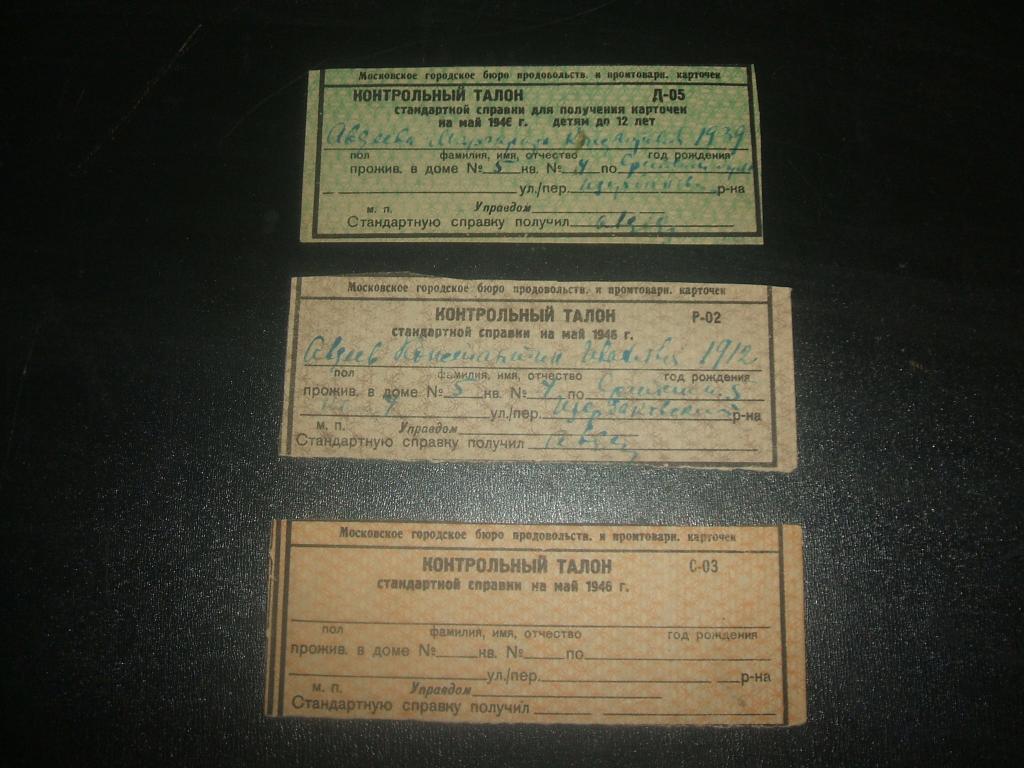 Московское городское бюро продовольств. и промтоварн. карточек
КОНТРОЛЬНЫЙ ТАЛОН Д-05
стандартной справки для получения карточек
на май 1946 г. детям до 12 лет
Авдеева Маргарита 1939
пол фамилия, имя, отчество год рождения
прожив. в доме № 5 кв. № 4 по
ул./пер. р-на
м. п. Управдом
Стандартную справку получил
Московское городское бюро продовольств. и промтоварн. карточек
КОНТРОЛЬНЫЙ ТАЛОН Р-02
стандартной справки на май 1946 г.
Авдеев Константин 1912
пол фамилия, имя, отчество год рождения
прожив. в доме № 5 кв. № 4 по
ул./пер. Щербаковский р-на
м. п. Управдом
Стандартную справку получил
Московское городское бюро продовольств. и промтоварн. карточек
КОНТРОЛЬНЫЙ ТАЛОН С-03
стандартной справки на май 1946 г.
пол фамилия, имя, отчество год рождения
прожив. в доме № кв. № по
ул./пер. р-на
м. п. Управдом
Стандартную справку получил